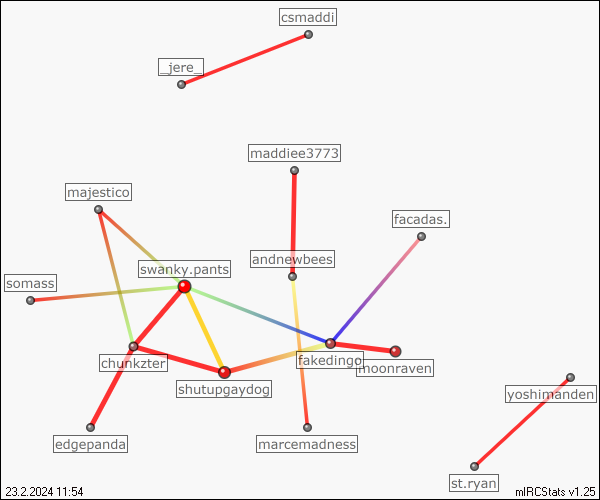 csmaddi
_jere_
maddiee3773
majestico
facadas.
andnewbees
swanky.pants
somass
fakedingo
chunkzter
moonraven
shutupgaydog
yoshimanden
edgepanda
marcemadness
st.ryan
23.2.2024 11:54
mIRCStats v1.25